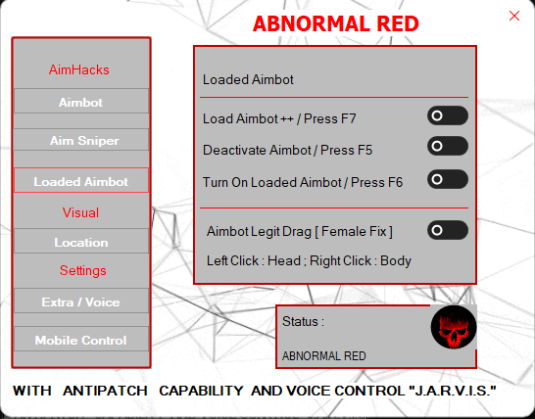 ABNORMAL RED
AimHacks
Aimbot
Aim Sniper
Loaded Aimbot
Visual
Location
Settings
Extra / Voice
Mobile Control
Loaded Aimbot
Load Aimbot ++ / Press F7
Deactivate Aimbot / Press F5
Turn On Loaded Aimbot / Press F6
Aimbot Legit Drag [ Female Fix ]
Left Click : Head ; Right Click : Body
Status :
ABNORMAL RED
WITH ANTIPATCH CAPABILITY AND VOICE CONTROL "J.A.R.V.I.S."